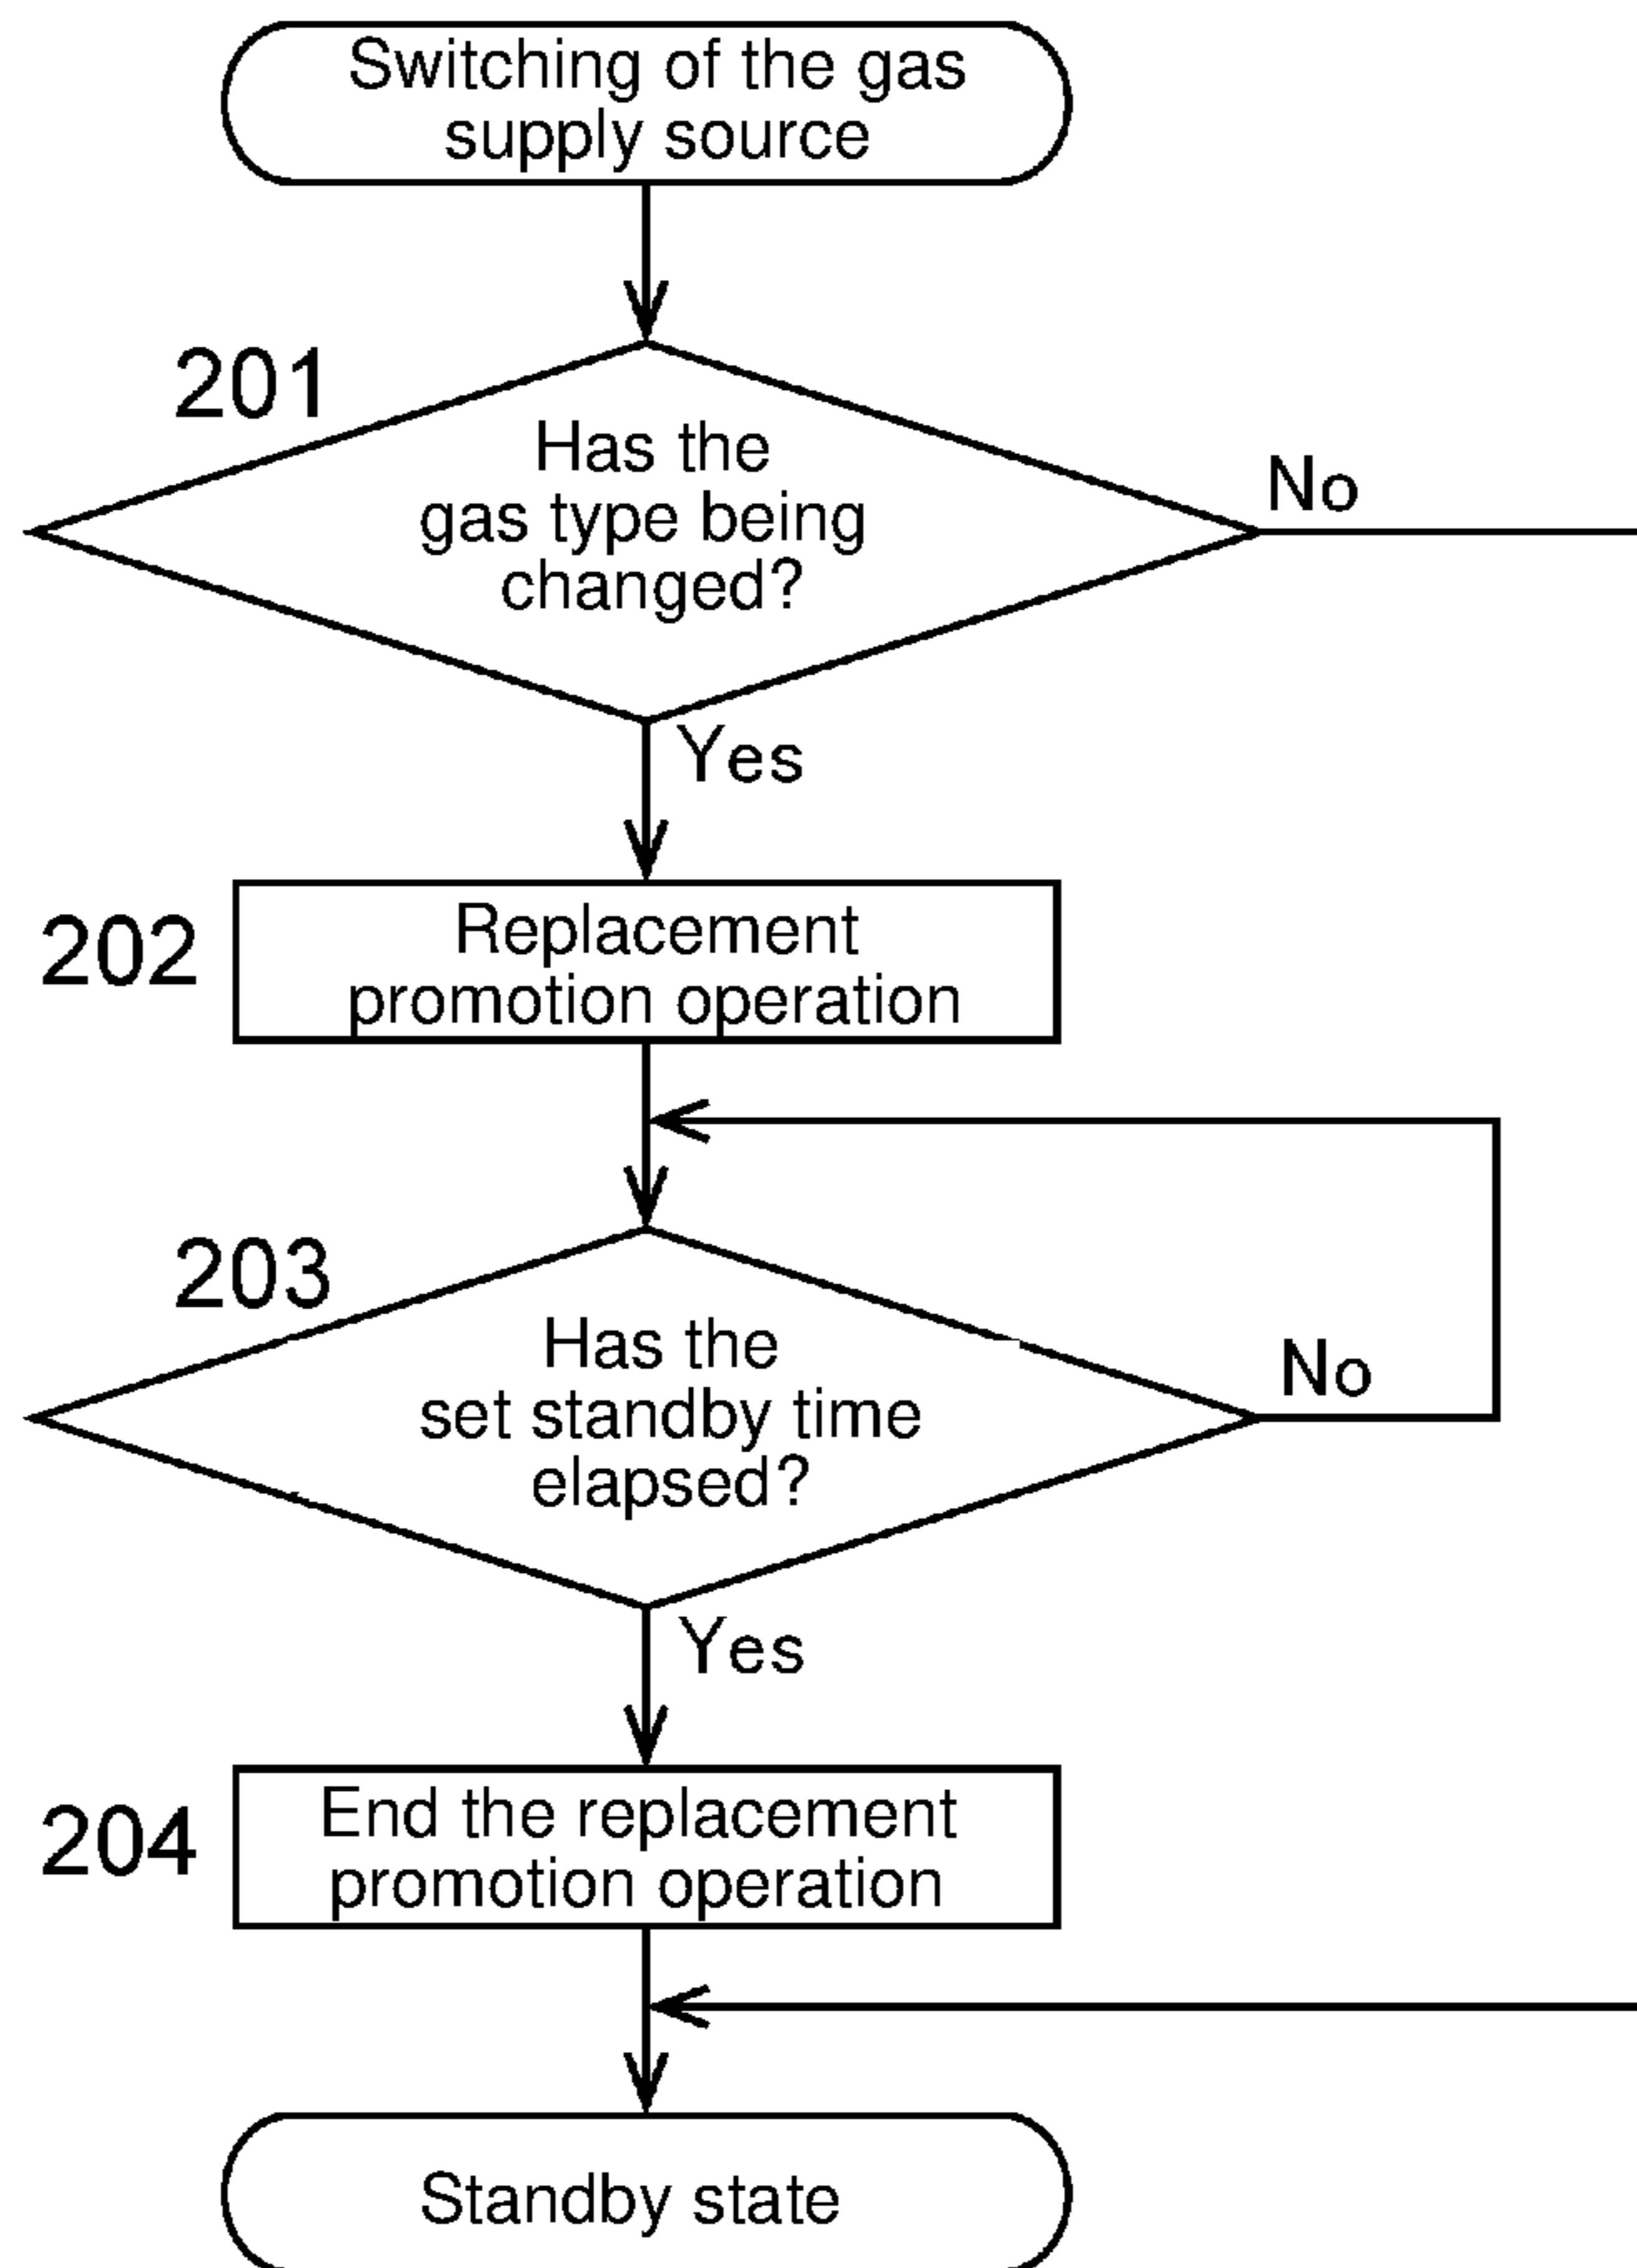 Switching of the gas
supply source
201
Has the
gas type being
changed?
No
Yes
202
Replacement
promotion operation
203
Has the
set standby time
elapsed?
No
Yes
204
End the replacement
promotion operation
Standby state